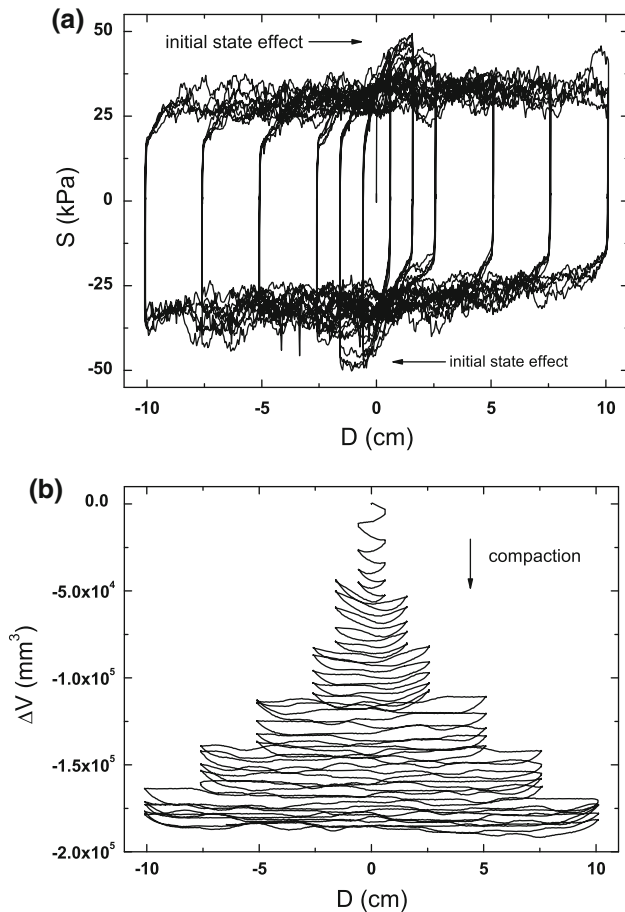 (a)
50
initial state effect
25
S (kPa)
0
-25
initial state effect
-50
-10 -5 0 5 10
D (cm)
(b)
0.0
compaction
-5.0x10⁴
ΔV (mm³)
-1.0x10⁵
-1.5x10⁵
-2.0x10⁵
-10 -5 0 5 10
D (cm)